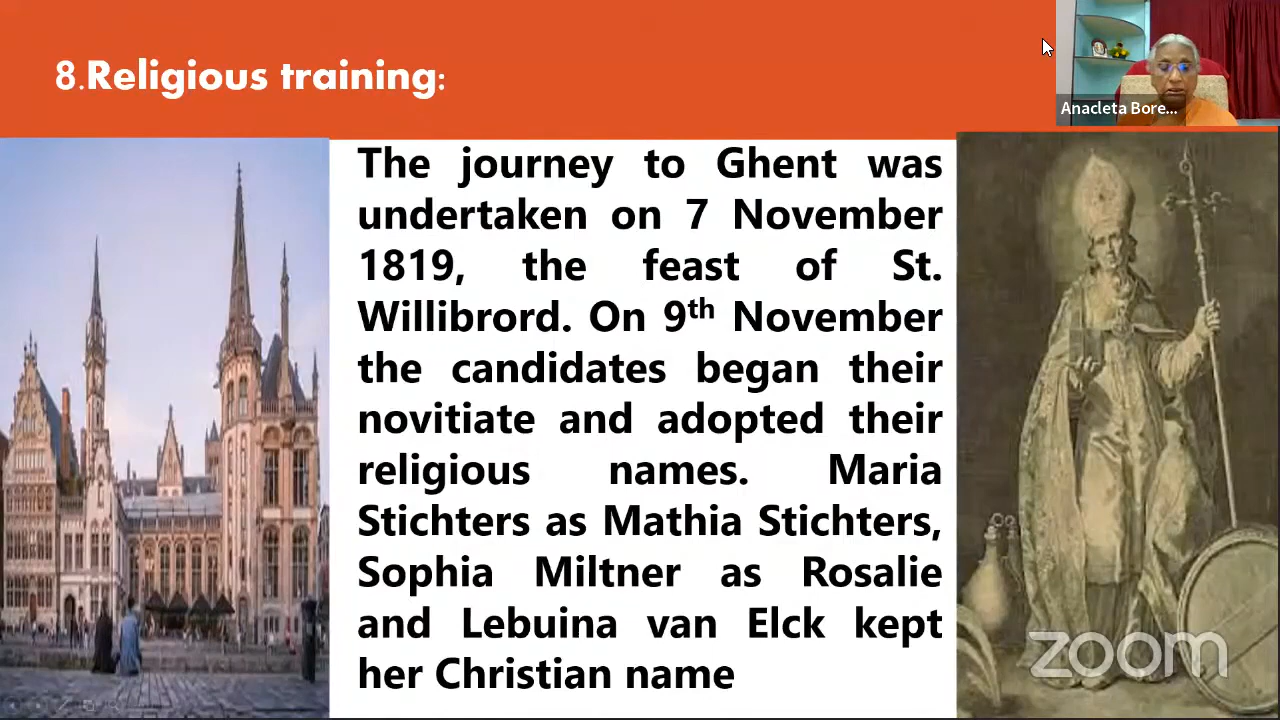 8.Religious training:
Anacleta Bore...
The journey to Ghent was
undertaken on 7 November
1819, the feast of St.
Willibrord. On 9th November
the candidates began their
novitiate and adopted their
religious names. Maria
Stichters as Mathia Stichters,
Sophia Miltner as Rosalie
and Lebuina van Elck kept
her Christian name
zoom